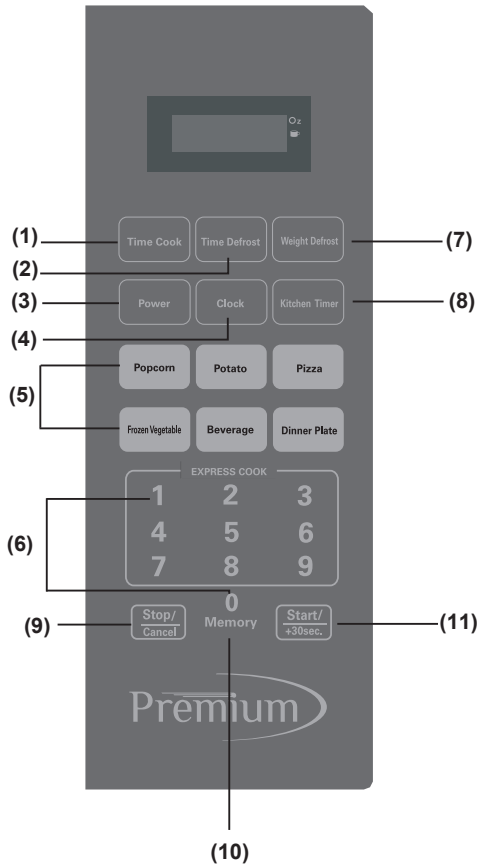 Oz
(1) Time Cook Time Defrost Weight Defrost (7)
(2)
(3) Power Clock Kitchen Timer (8)
(4)
Popcorn Potato Pizza
(5)
Frozen Vegetable Beverage Dinner Plate
EXPRESS COOK
1 2 3
4 5 6
(6)
7 8 9
0
(9) Stop/ Memory Start/ (11)
Cancel +30sec.
Premium
(10)